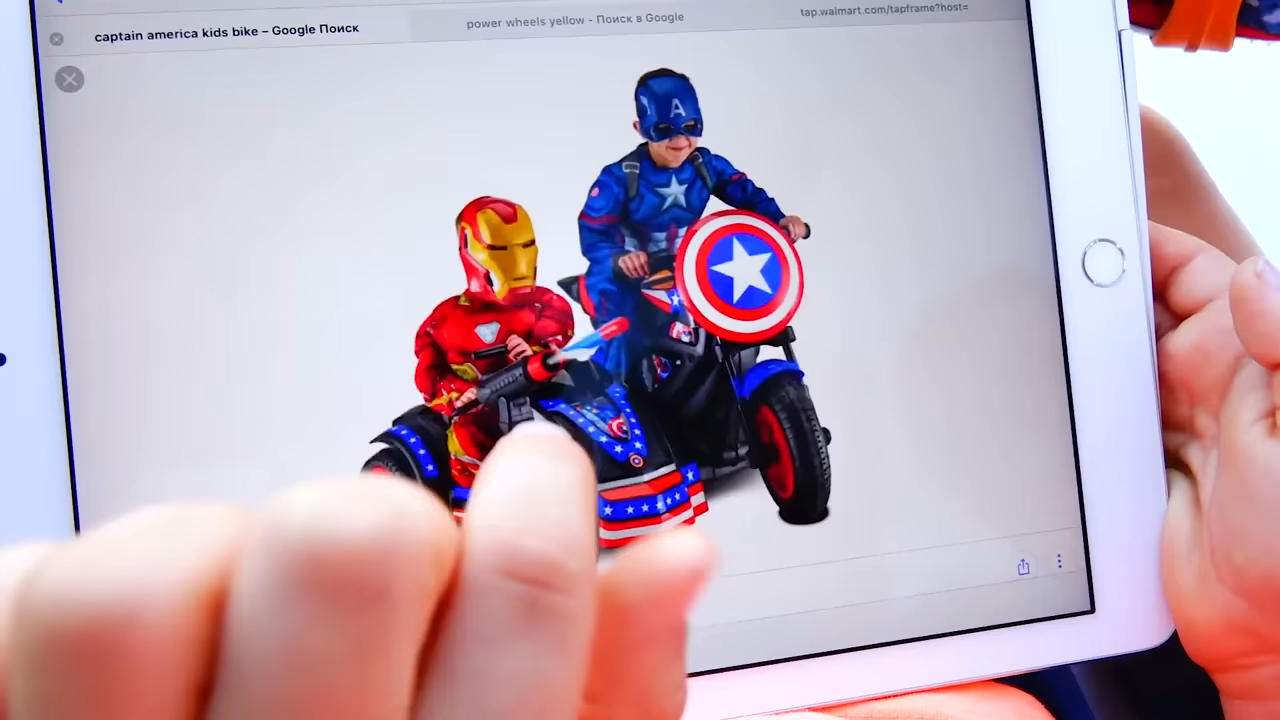 captain america kids bike – Google Поиск
power wheels yellow - Поиск в Google
tap.walmart.com/tapframe?host=
A